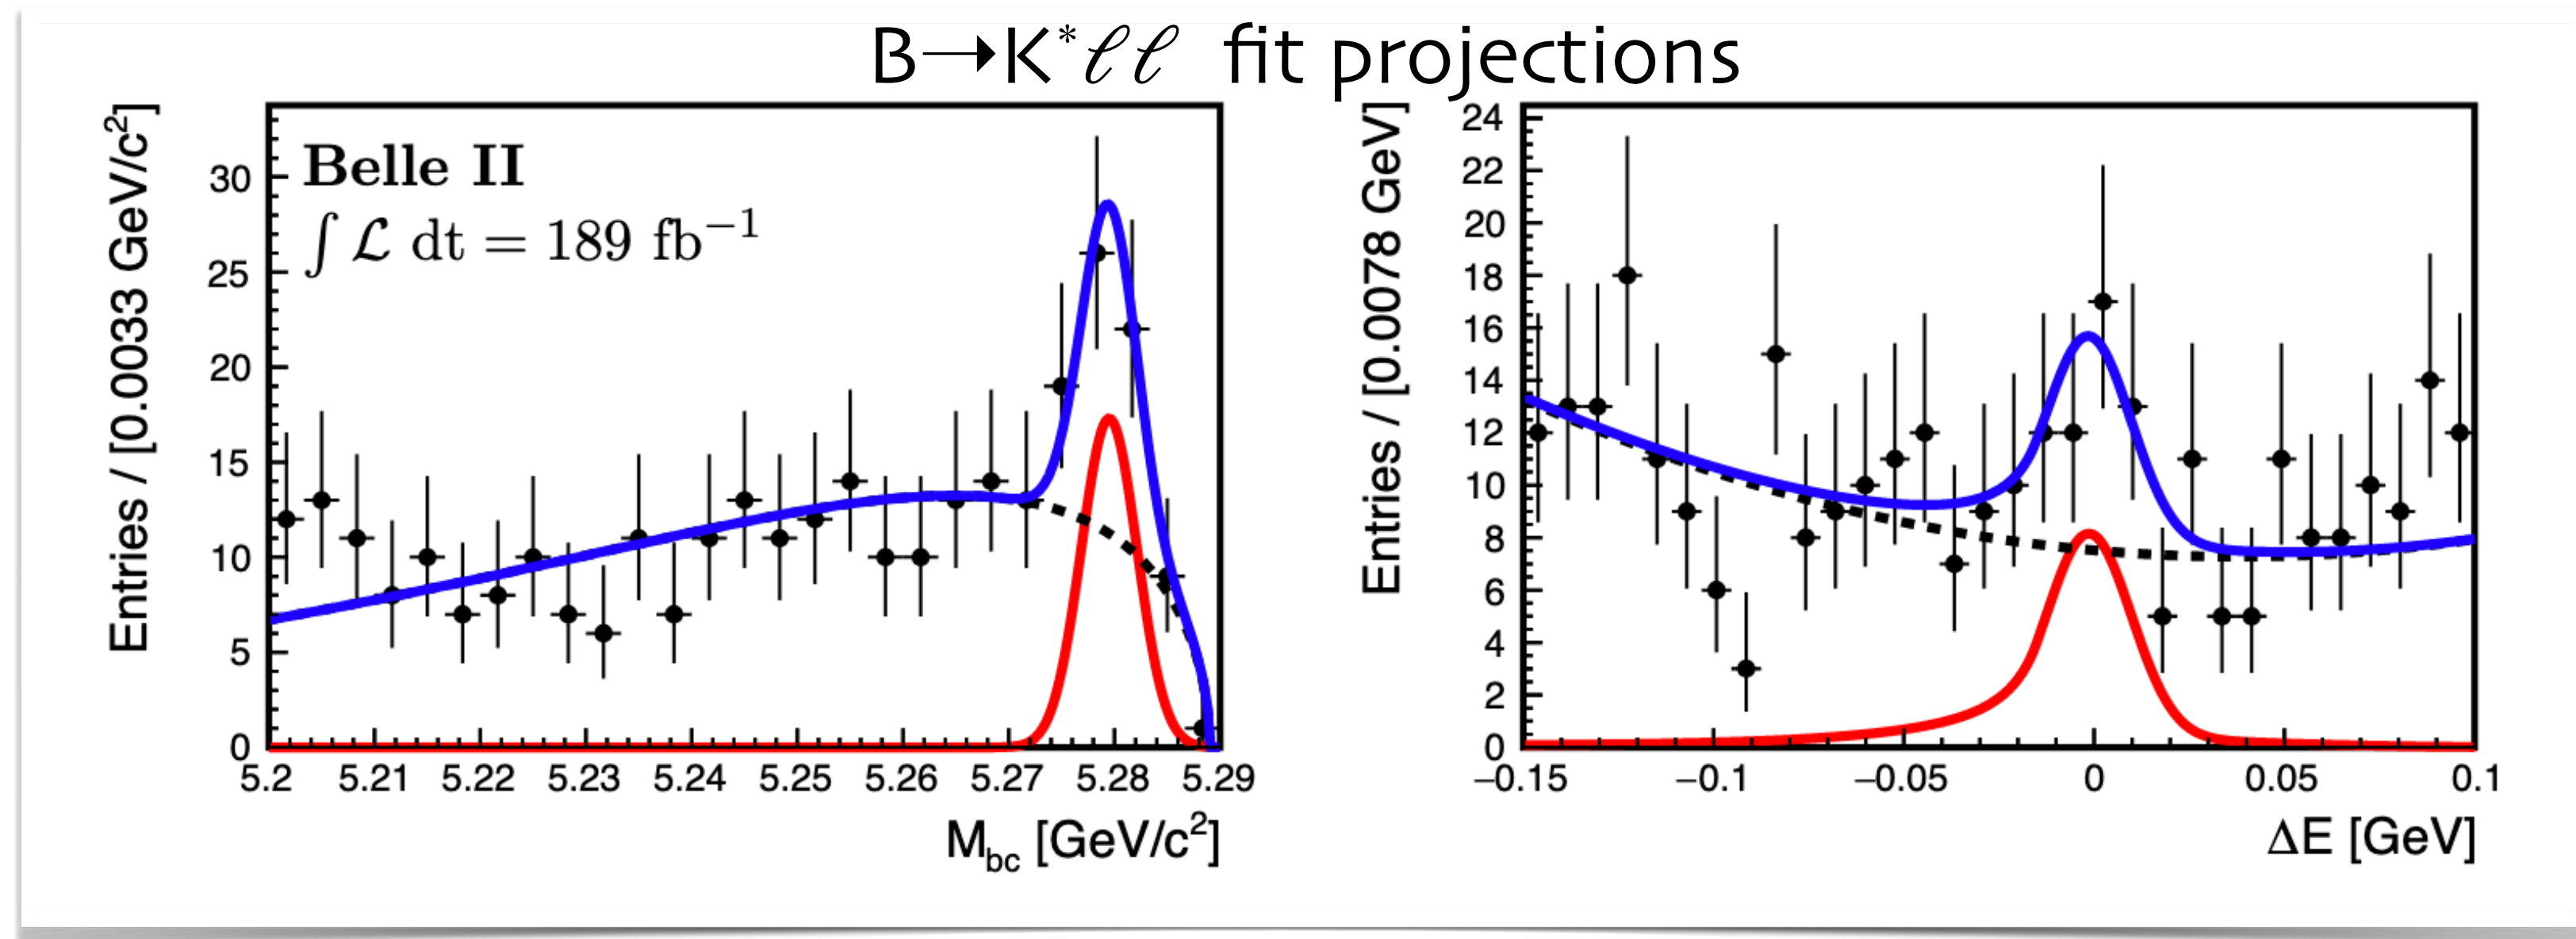 B→K*ℓℓ fit projections
Entries / [0.0033 GeV/c²]
Belle II
∫ ℒ dt = 189 fb⁻¹
30
25
20
15
10
5
0
5.2 5.21 5.22 5.23 5.24 5.25 5.26 5.27 5.28 5.29
M_bc [GeV/c²]
Entries / [0.0078 GeV]
24
22
20
18
16
14
12
10
8
6
4
2
0
−0.15 −0.1 −0.05 0 0.05 0.1
ΔE [GeV]